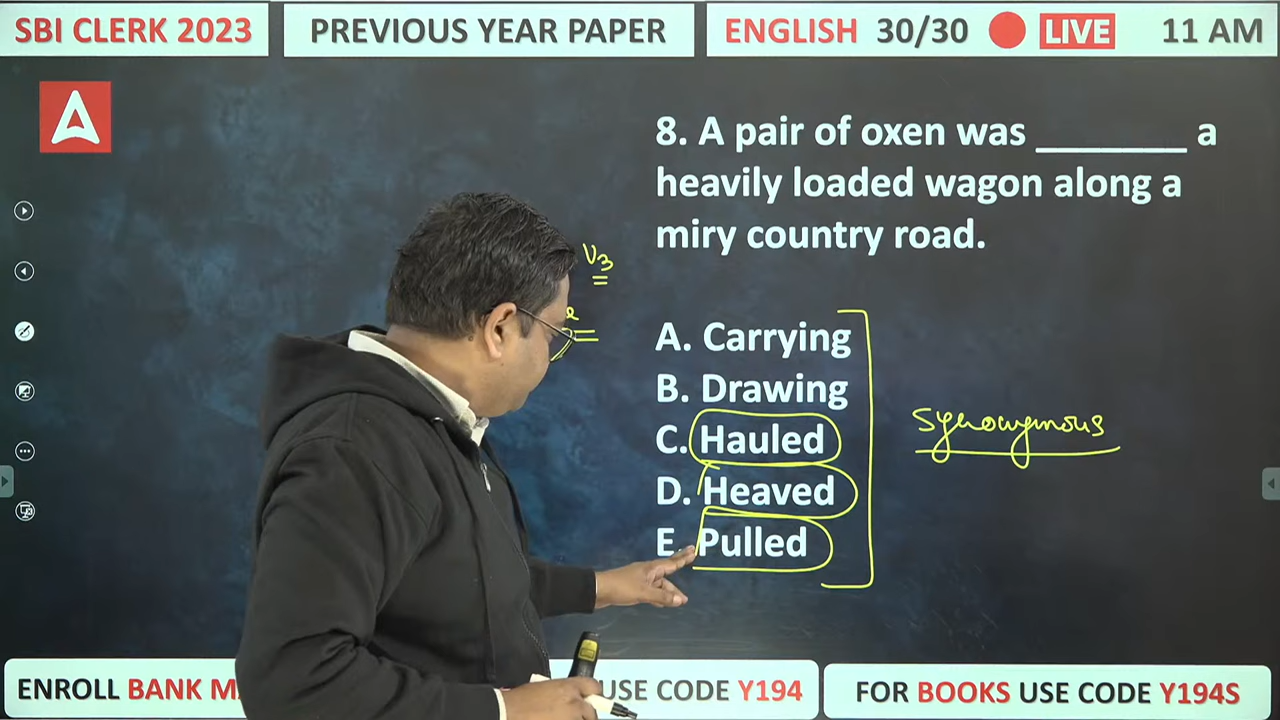 SBI CLERK 2023
PREVIOUS YEAR PAPER
ENGLISH 30/30 LIVE 11 AM
A
8. A pair of oxen was ________ a
heavily loaded wagon along a
miry country road.
V3
A. Carrying
B. Drawing
C. Hauled
D. Heaved
E. Pulled
Synonymous
ENROLL BANK
USE CODE Y194
FOR BOOKS USE CODE Y194S